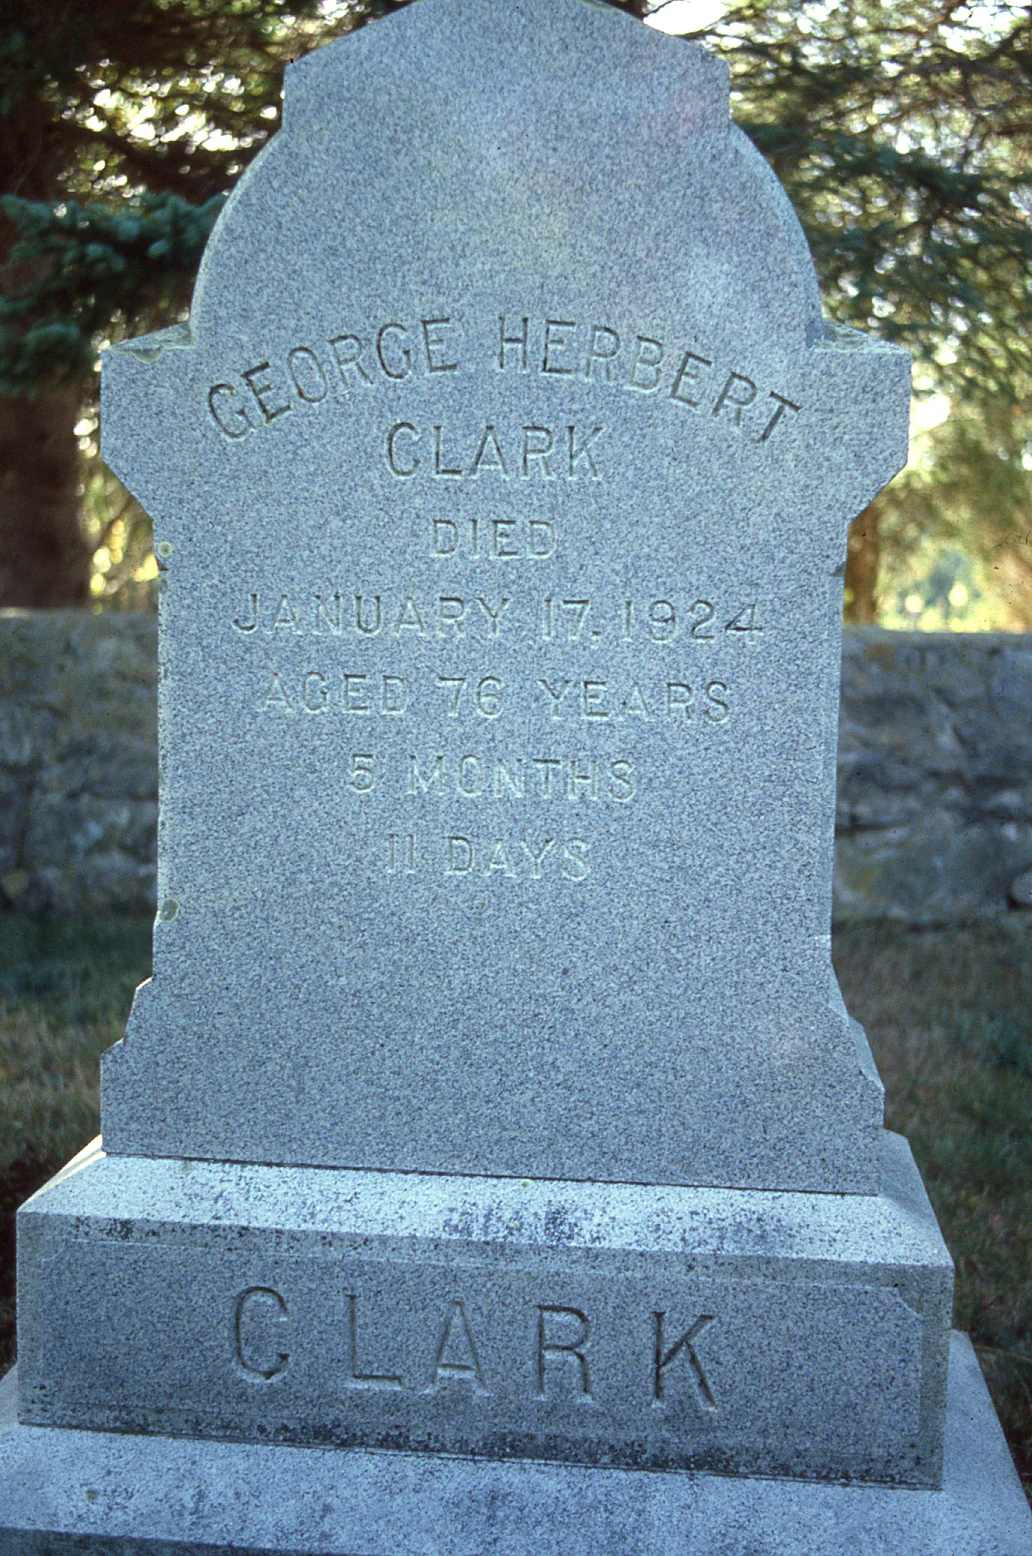 GEORGE HERBERT
CLARK
DIED
JANUARY 17. 1924
AGED 76 YEARS
5 MONTHS
11 DAYS
CLARK